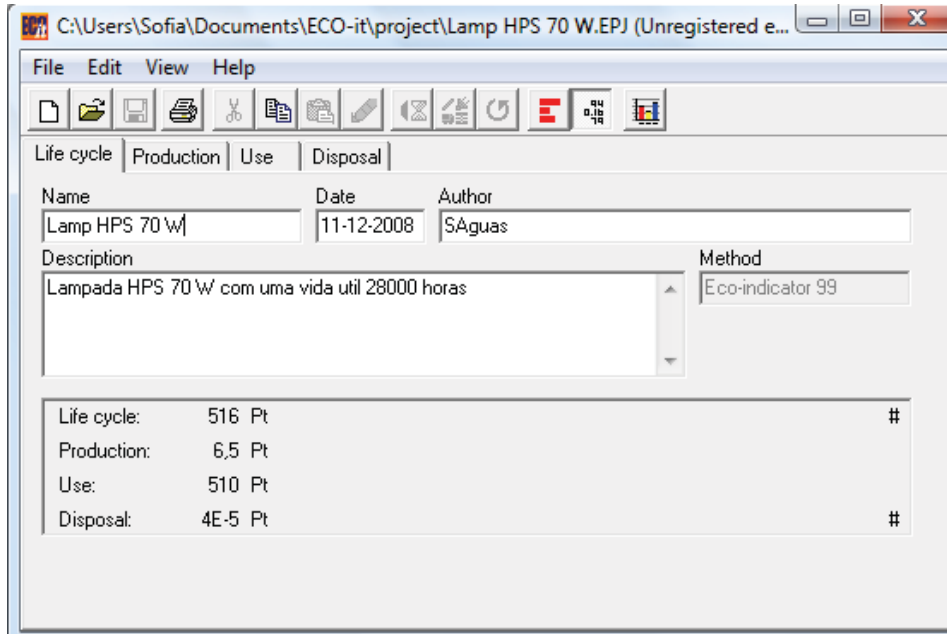 C:\Users\Sofia\Documents\ECO-it\project\Lamp HPS 70 W.EPJ (Unregistered e...
File Edit View Help
Life cycle Production Use Disposal
Name Date Author
Lamp HPS 70 W 11-12-2008 SAguas
Description Method
Lampada HPS 70 W com uma vida util 28000 horas Eco-indicator 99
Life cycle: 516 Pt #
Production: 6,5 Pt
Use: 510 Pt
Disposal: 4E-5 Pt #